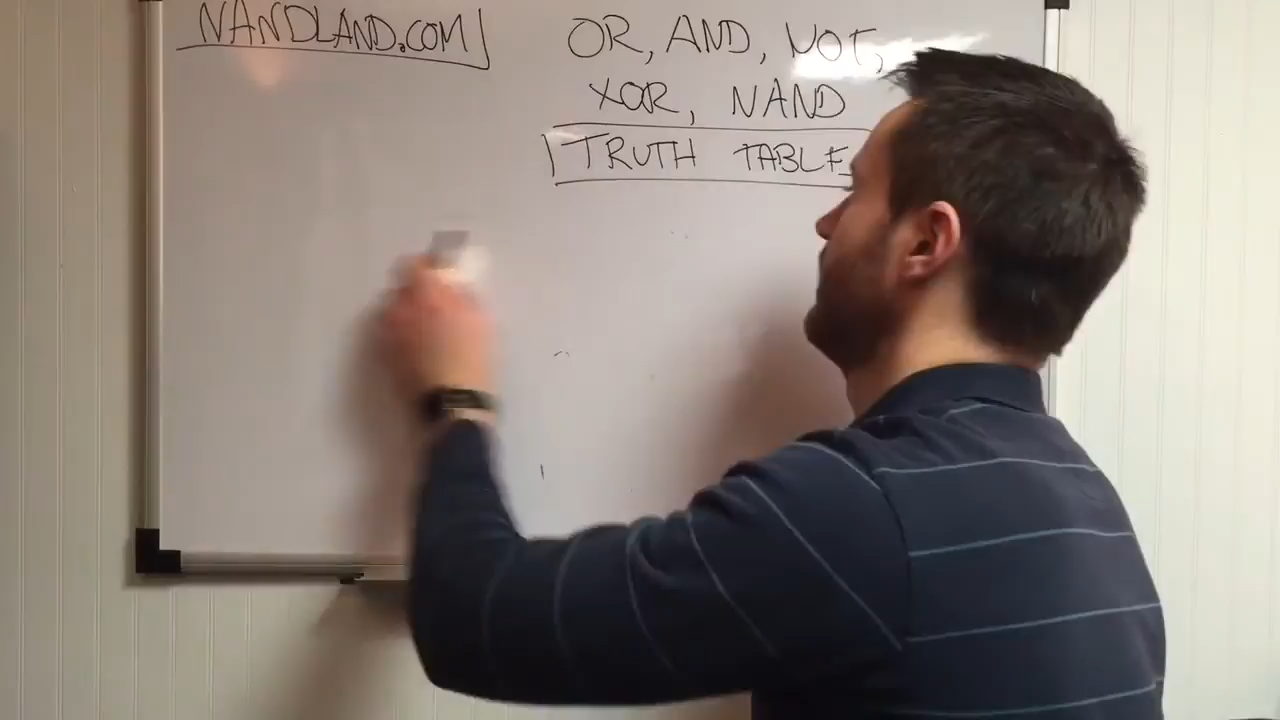 NANDLAND.COM
OR, AND, NOT,
XOR, NAND
TRUTH TABLE